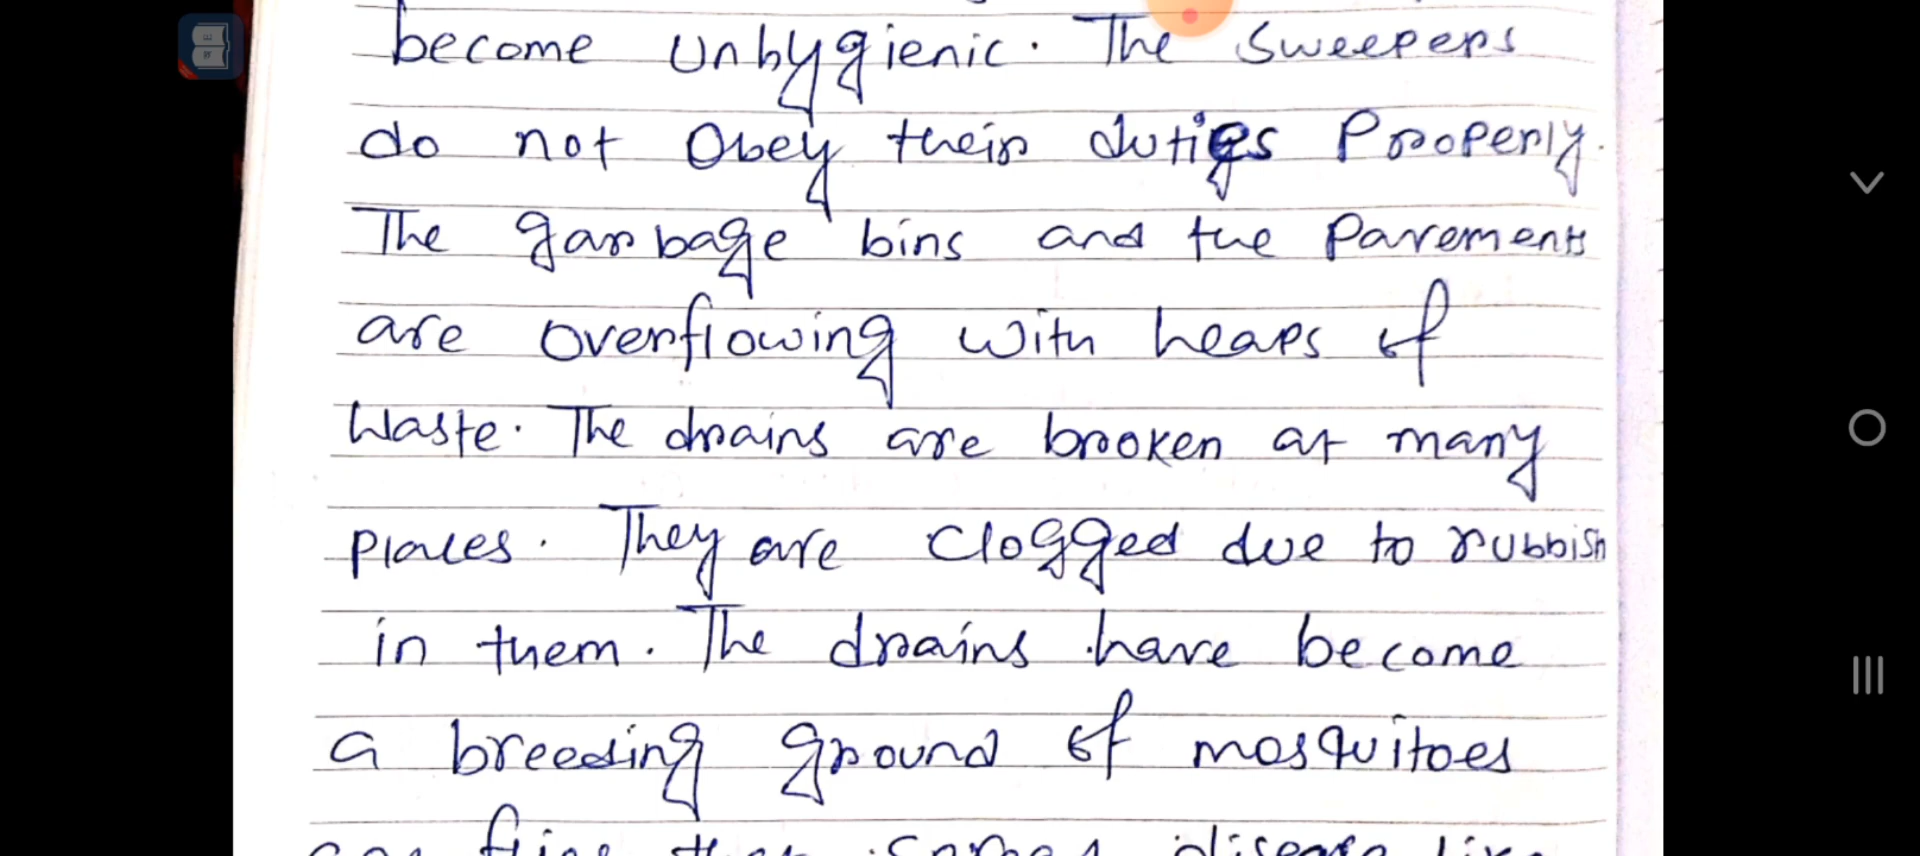 become Unhygienic. The Sweepers
do not Obey their duties Properly.
The garbage bins and the Pavements
are overflowing with heaps of
Waste. The drains are broken at many
places. They are clogged due to rubbish
in them. The drains have become
a breeding ground of mosquitoes